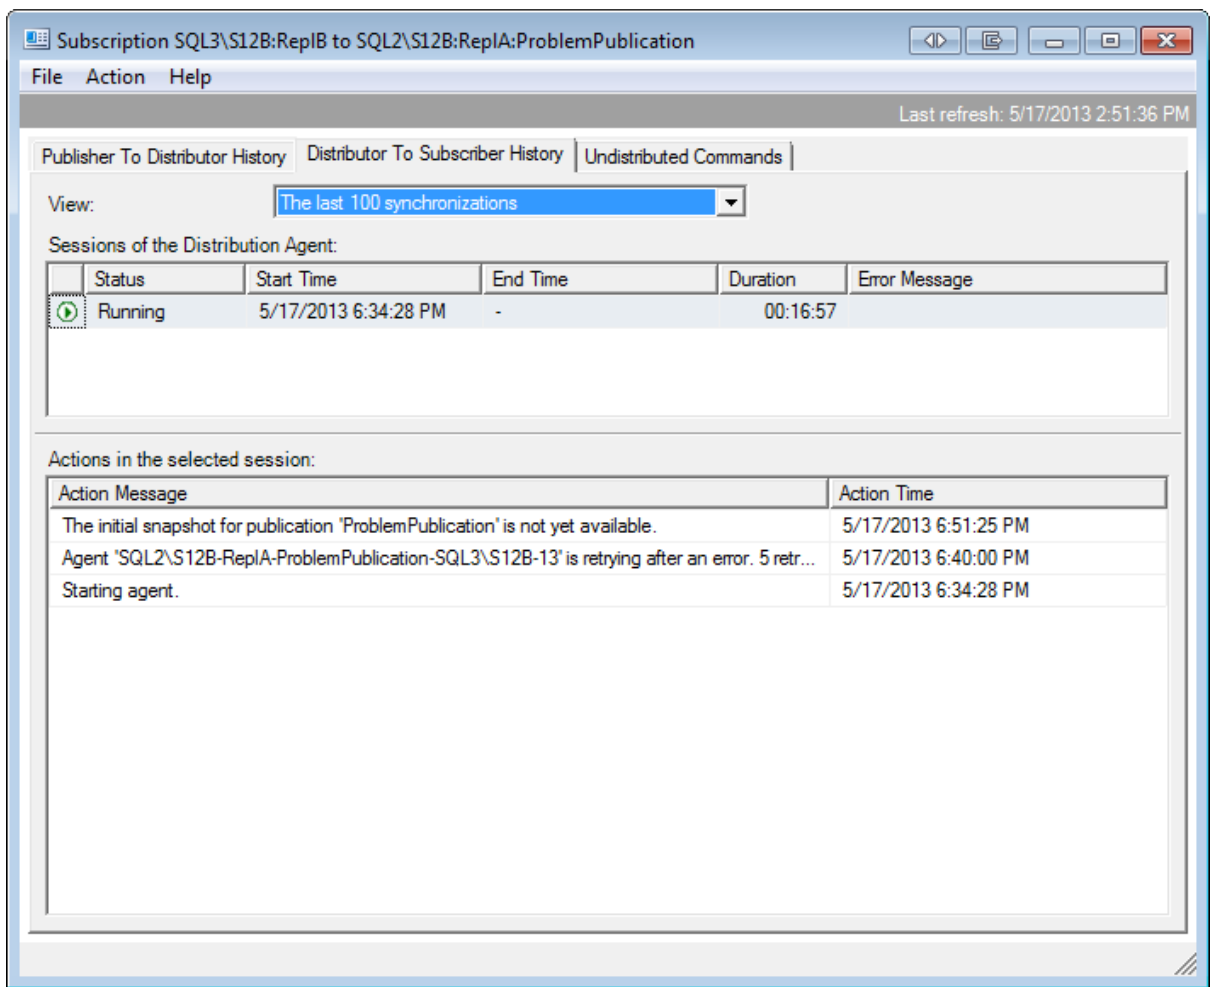 Subscription SQL3\S12B:ReplB to SQL2\S12B:ReplA:ProblemPublication
File Action Help
Last refresh: 5/17/2013 2:51:36 PM
Publisher To Distributor History Distributor To Subscriber History Undistributed Commands
View: The last 100 synchronizations
Sessions of the Distribution Agent:
Status Start Time End Time Duration Error Message
Running 5/17/2013 6:34:28 PM - 00:16:57
Actions in the selected session:
Action Message Action Time
The initial snapshot for publication 'ProblemPublication' is not yet available. 5/17/2013 6:51:25 PM
Agent 'SQL2\S12B-ReplA-ProblemPublication-SQL3\S12B-13' is retrying after an error. 5 retr... 5/17/2013 6:40:00 PM
Starting agent. 5/17/2013 6:34:28 PM